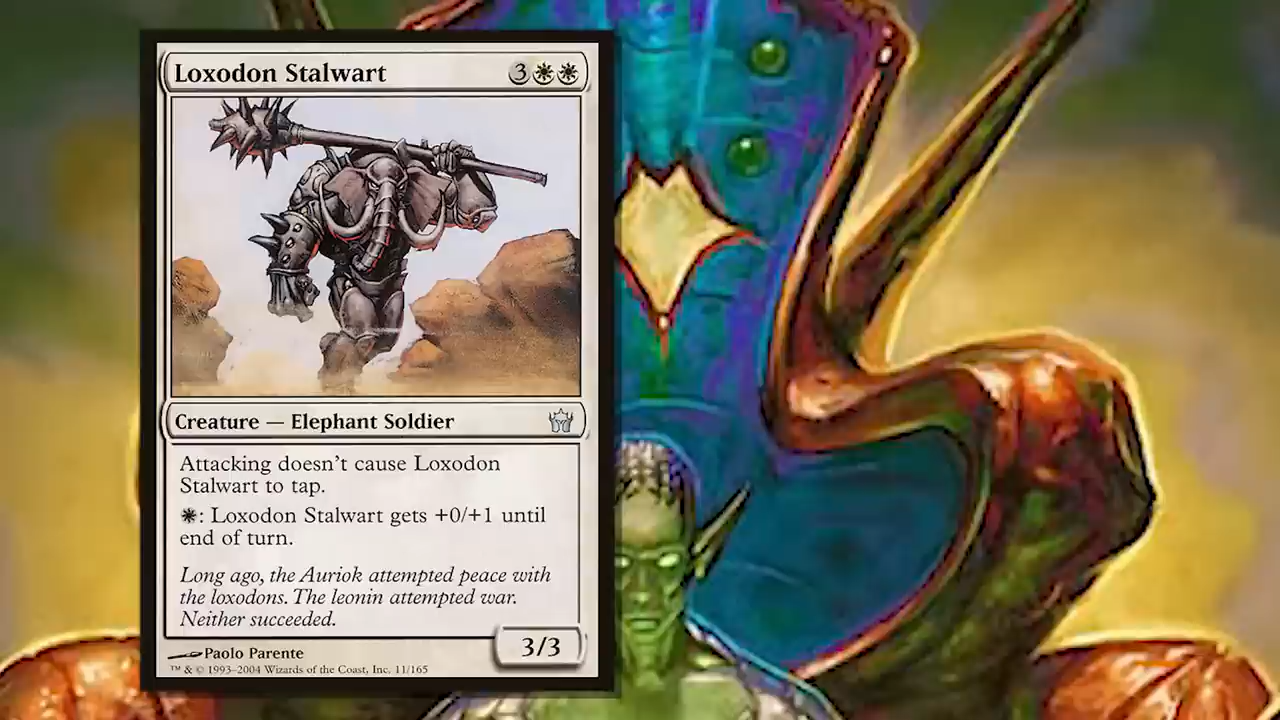 Loxodon Stalwart 3
Creature — Elephant Soldier
Attacking doesn't cause Loxodon
Stalwart to tap.
: Loxodon Stalwart gets +0/+1 until
end of turn.
Long ago, the Auriok attempted peace with
the loxodons. The leonin attempted war.
Neither succeeded.
3/3
Paolo Parente
™ & © 1993–2004 Wizards of the Coast, Inc. 11/165